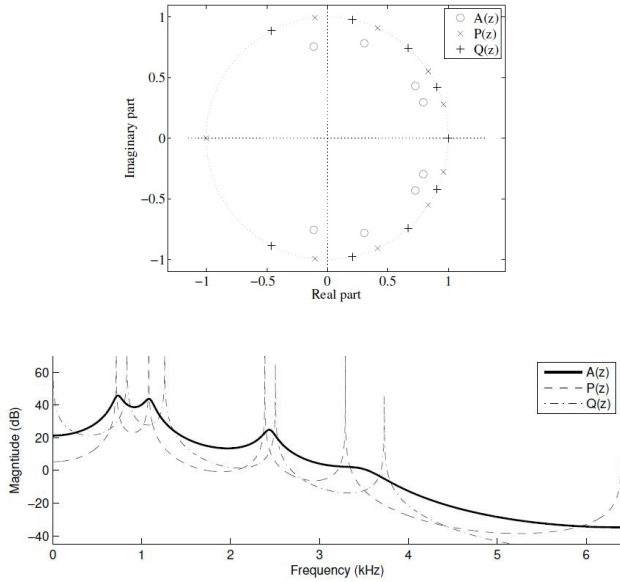 1
0.5
0
−0.5
−1
Imaginary part
−1
−0.5
0
0.5
1
Real part
A(z)
P(z)
Q(z)
60
40
20
0
−20
−40
Magntiude (dB)
0
1
2
3
4
5
6
Frequency (kHz)
A(z)
P(z)
Q(z)